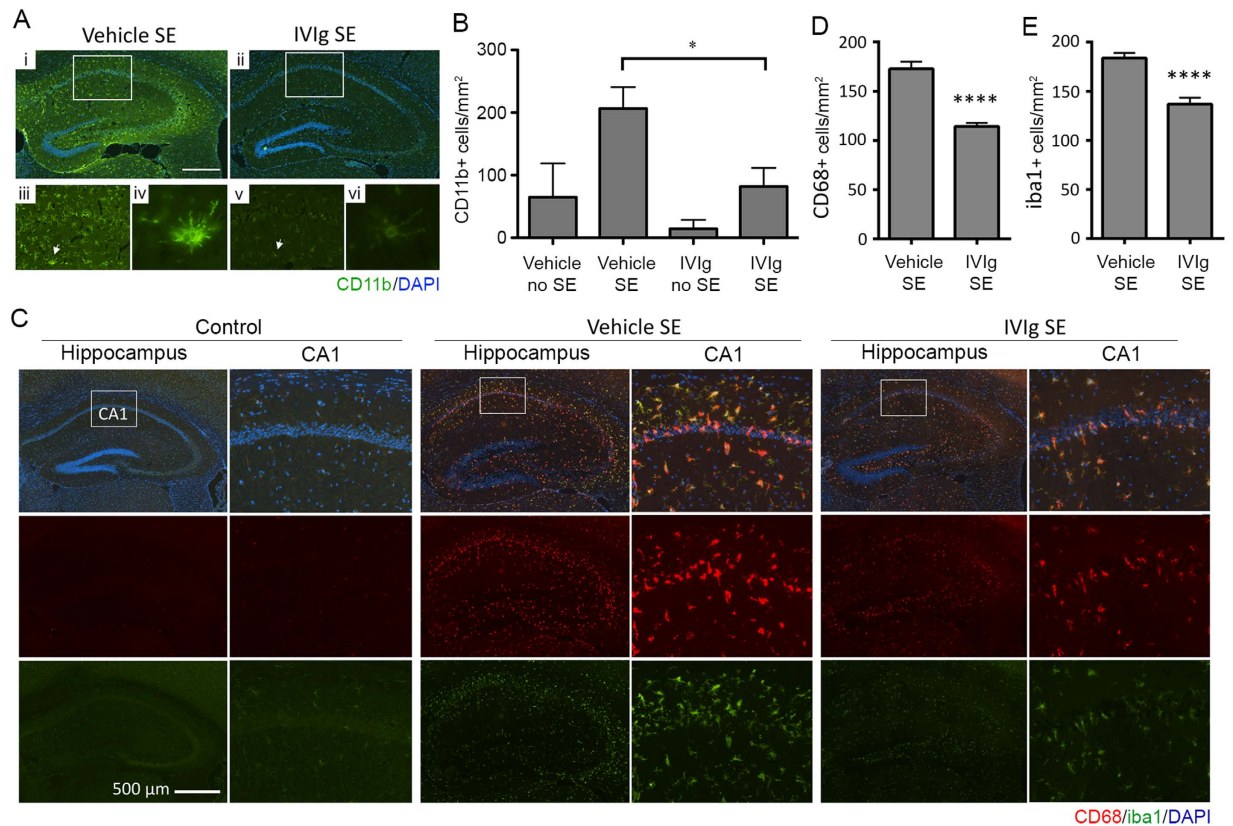 A
Vehicle SE
IVIg SE
i
ii
iii
iv
v
vi
CD11b/DAPI
B
CD11b+ cells/mm²
300
200
100
0
*
Vehicle
no SE
Vehicle
SE
IVIg
no SE
IVIg
SE
D
CD68+ cells/mm²
200
150
100
50
0
****
Vehicle
SE
IVIg
SE
E
iba1+ cells/mm²
200
150
100
50
0
****
Vehicle
SE
IVIg
SE
C
Control
Vehicle SE
IVIg SE
Hippocampus
CA1
Hippocampus
CA1
Hippocampus
CA1
CA1
500 µm
CD68/iba1/DAPI